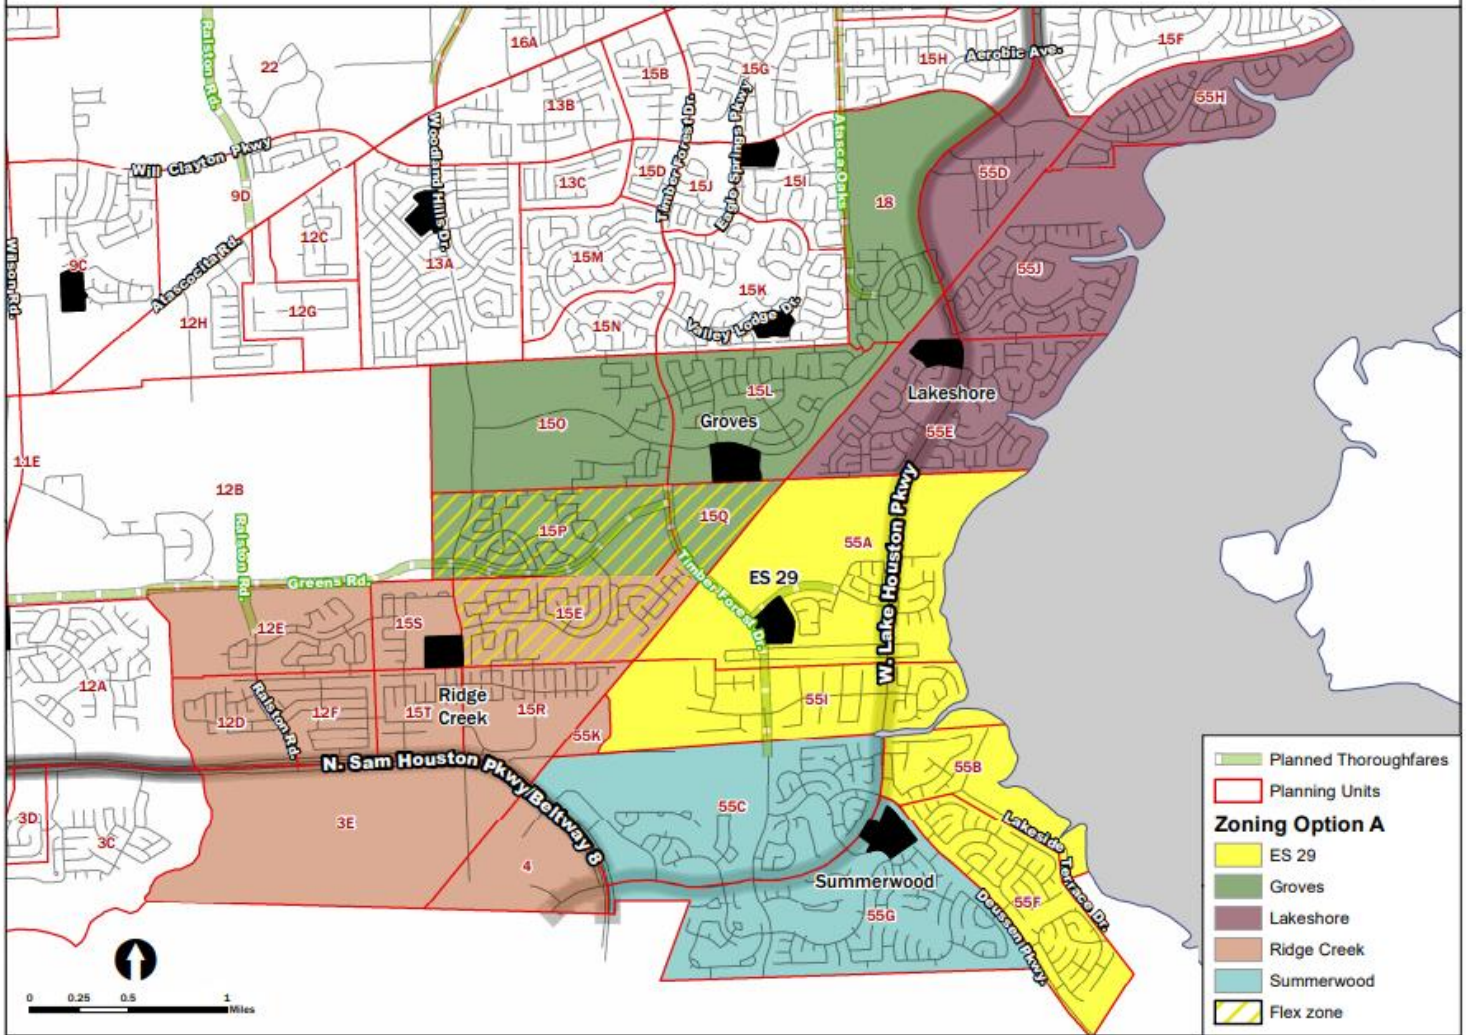 Ralston Rd.
22
16A
15B
15G
15H
Aerobic Ave.
15F
13B
55H
Will Clayton Pkwy
Woodland Hills Dr.
Timber Forest Dr.
Eagle Springs Pkwy
Atasca Oaks
9D
13C
15D
15J
15I
18
55D
Wilson Rd.
9C
12C
13A
15M
55J
Atascocita Rd.
12H
12G
15K
15N
Valley Lodge Dr.
15L
Lakeshore
15O
Groves
55E
11E
12B
W. Lake Houston Pkwy
Ralston Rd.
15P
15Q
55A
Greens Rd.
Timber Forest Dr.
ES 29
12E
15S
15E
12A
Ralston Rd.
12D
12F
15T
Ridge
Creek
15R
55I
55K
N. Sam Houston Pkwy/Beltway 8
55B
3D
3C
3E
55C
4
Lakeside Terrace Dr.
Summerwood
55G
55F
Deussen Pkwy.
0 0.25 0.5 1
Miles
Planned Thoroughfares
Planning Units
Zoning Option A
ES 29
Groves
Lakeshore
Ridge Creek
Summerwood
Flex zone